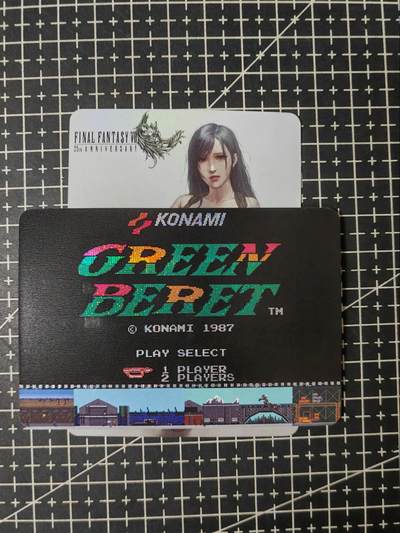 FINAL FANTASY VII
25th ANNIVERSARY
KONAMI
GREEN
BERET TM
© KONAMI 1987
PLAY SELECT
1 PLAYER
2 PLAYERS